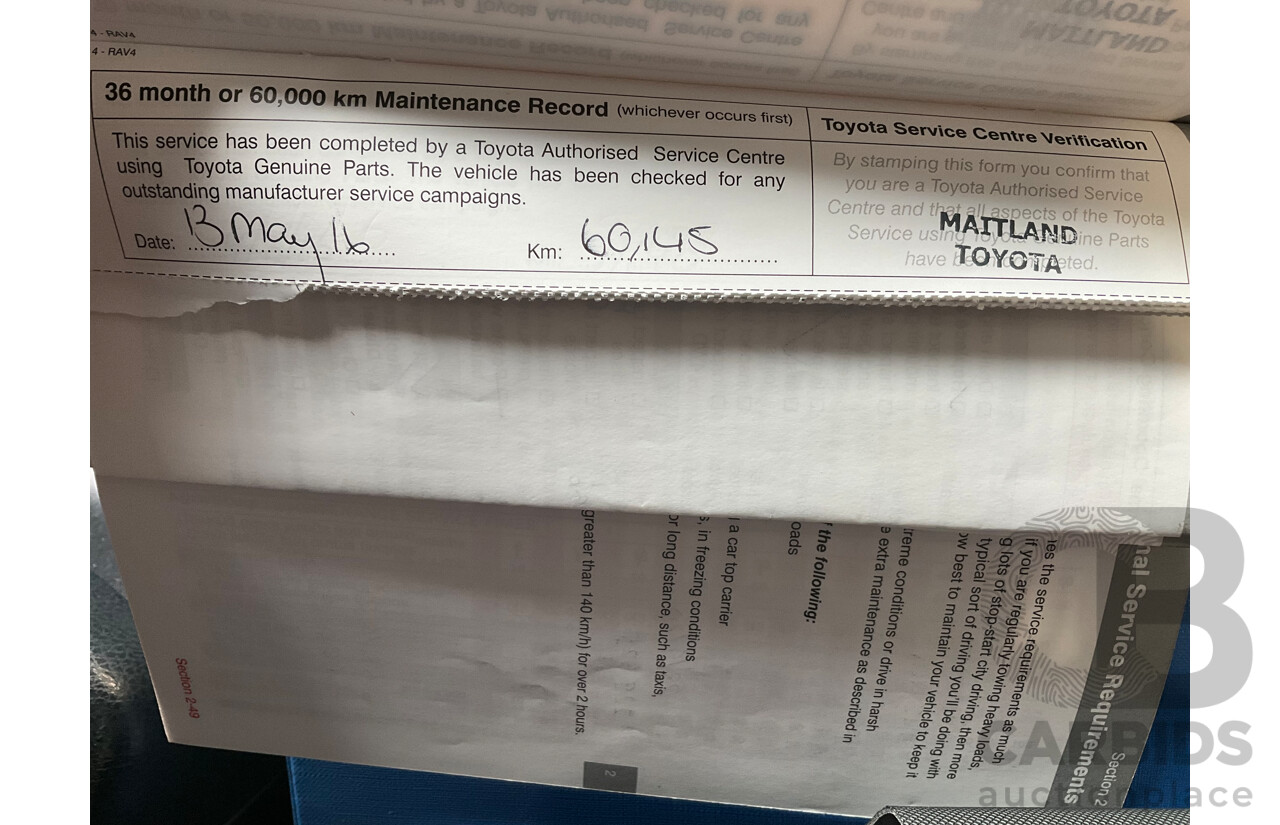 4 - RAV4
4 - RAV4
36 month or 60,000 km Maintenance Record (whichever occurs first)
This service has been completed by a Toyota Authorised Service Centre
using Toyota Genuine Parts. The vehicle has been checked for any
outstanding manufacturer service campaigns.
Date: 13 May 16
Km: 60,145
Toyota Service Centre Verification
By stamping this form you confirm that
you are a Toyota Authorised Service
Centre and that all aspects of the Toyota
Service using Toyota Genuine Parts
have been completed.
MAITLAND
TOYOTA
Section 2
nal Service Requirements
les the service requirements as much
if you are regularly towing heavy loads,
g lots of stop-start city driving, then more
typical sort of driving you'll be doing with
ow best to maintain your vehicle to keep it
treme conditions or drive in harsh
e extra maintenance as described in
f the following:
oads
l a car top carrier
s, in freezing conditions
or long distance, such as taxis,
greater than 140 km/h) for over 2 hours.
2
Section 2-49
CARBIDS
auctionplace